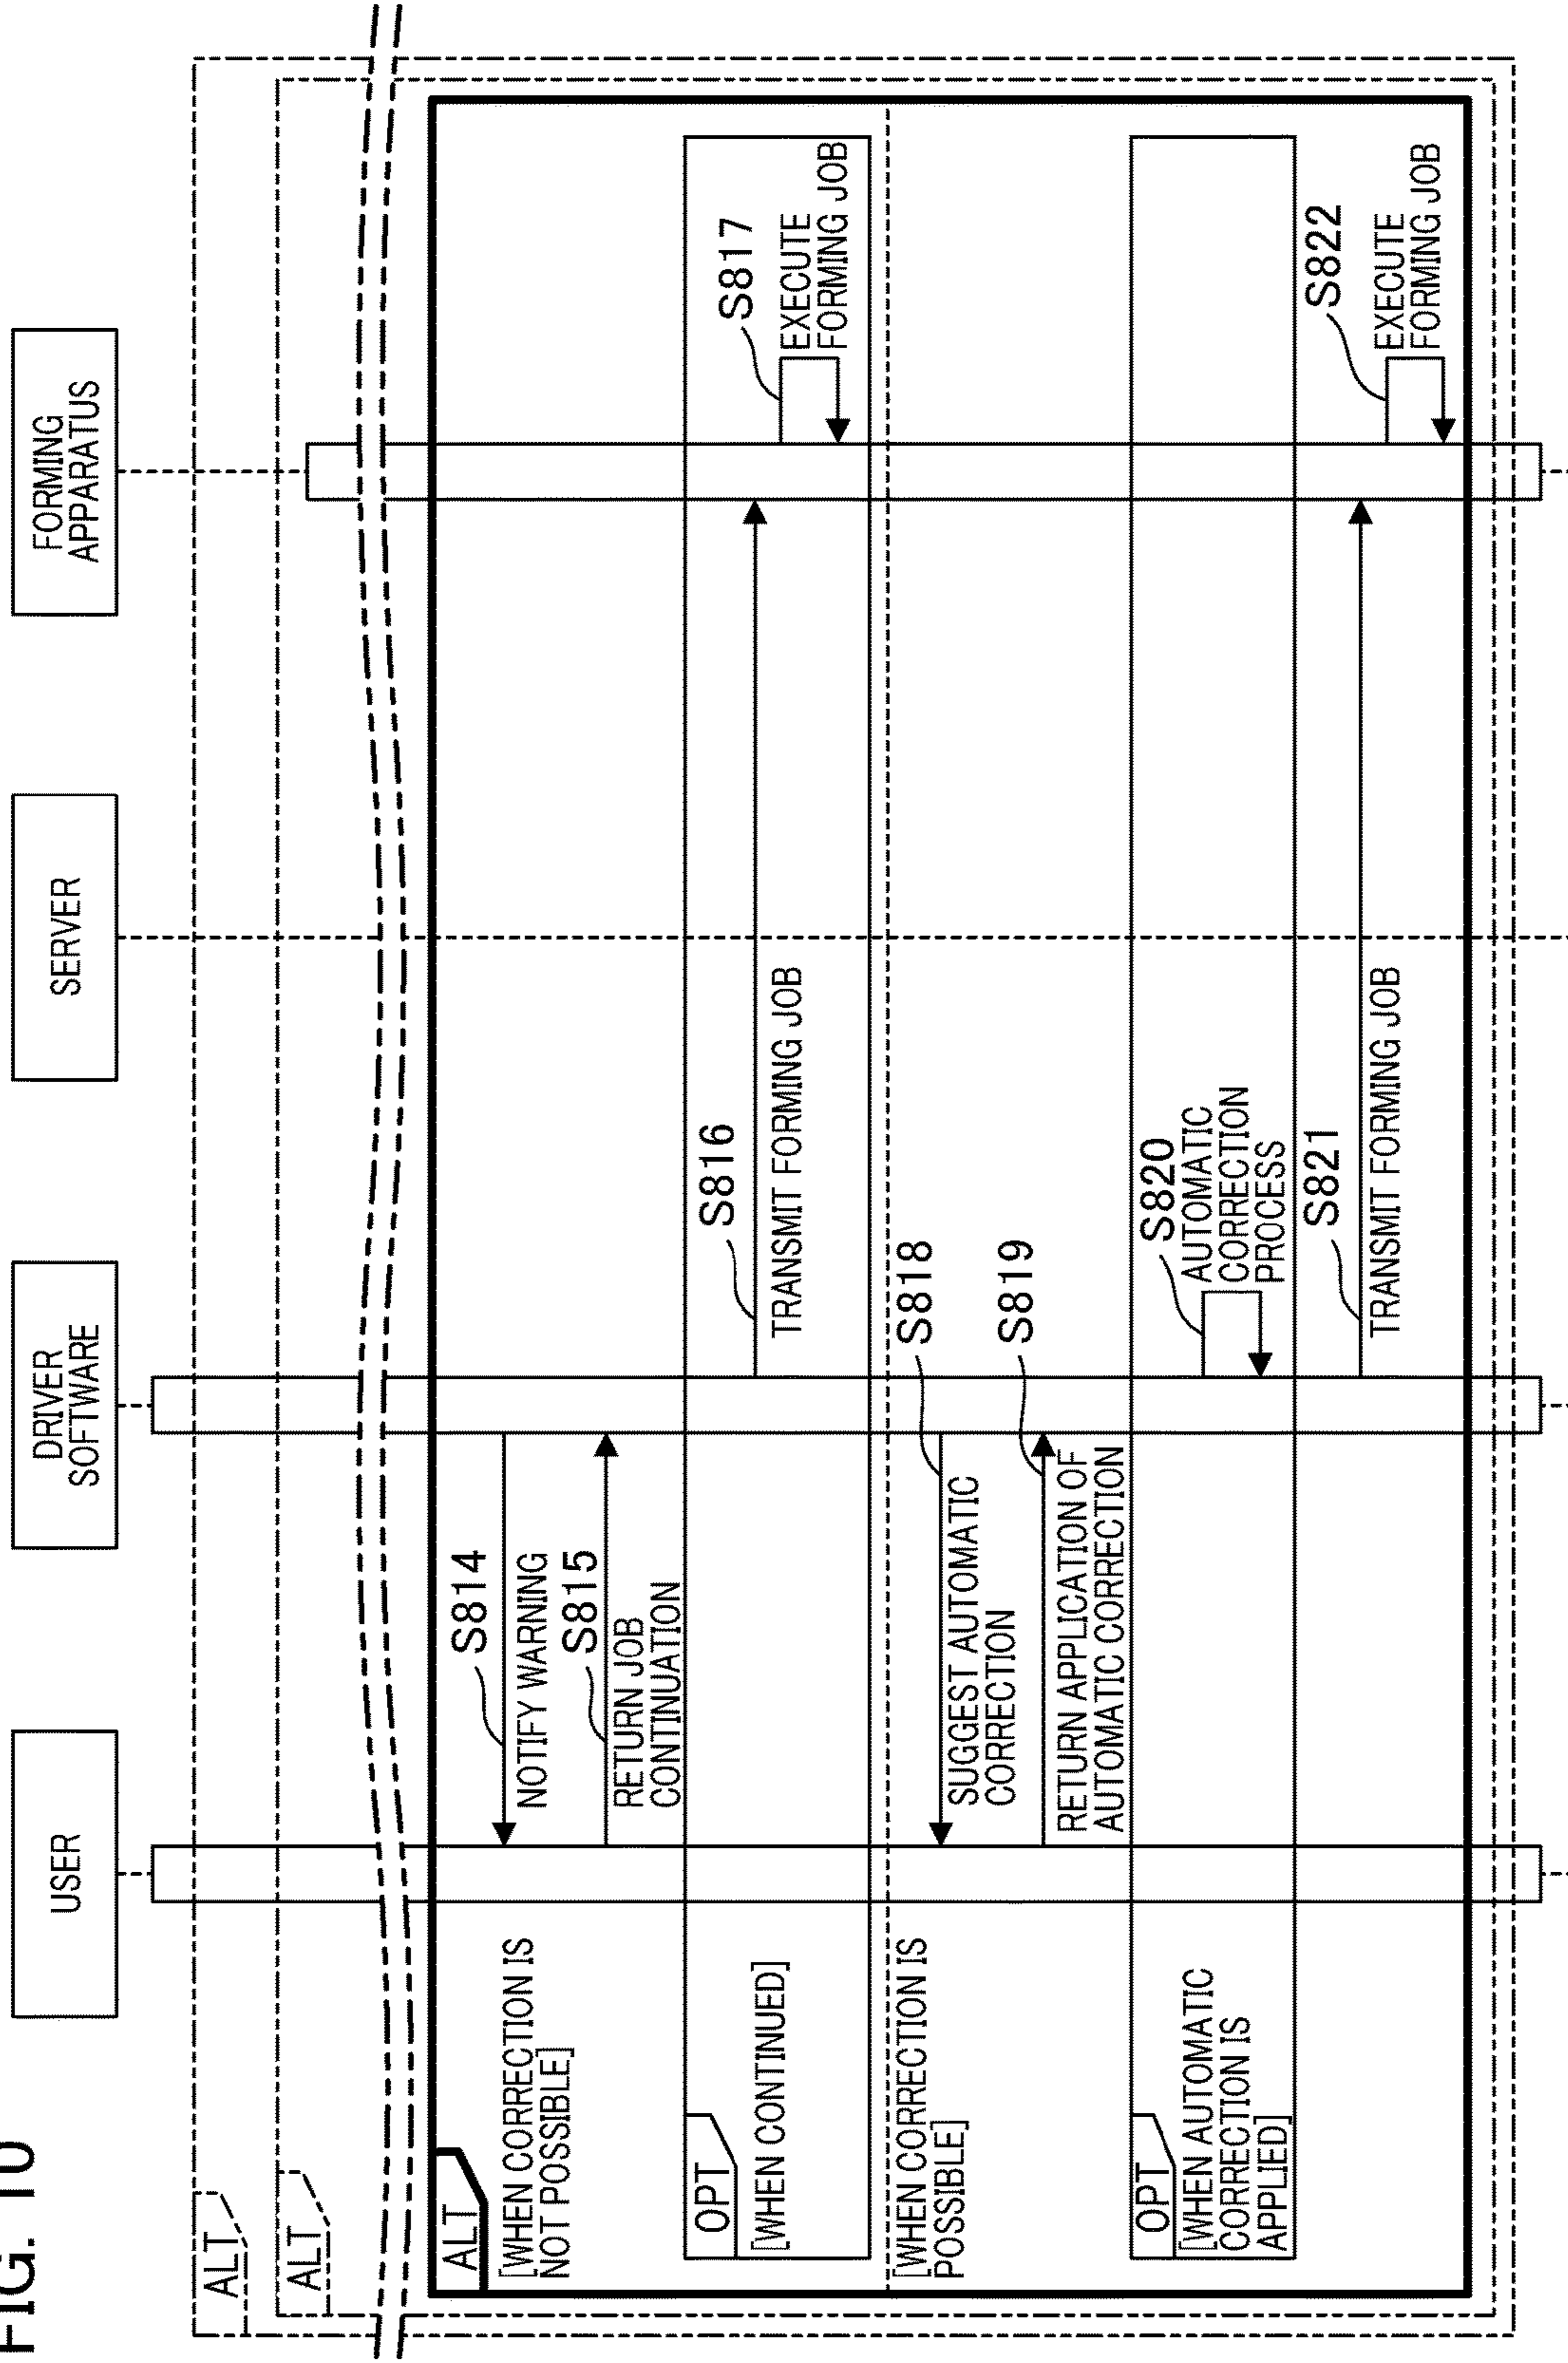 FIG. 10
USER
DRIVER
SOFTWARE
SERVER
FORMING
APPARATUS
ALT
ALT
ALT
[WHEN CORRECTION IS
NOT POSSIBLE]
S814
NOTIFY WARNING
S815
RETURN JOB
CONTINUATION
OPT
[WHEN CONTINUED]
S816
TRANSMIT FORMING JOB
S817
EXECUTE
FORMING JOB
[WHEN CORRECTION IS
POSSIBLE]
S818
SUGGEST AUTOMATIC
CORRECTION
S819
RETURN APPLICATION OF
AUTOMATIC CORRECTION
OPT
[WHEN AUTOMATIC
CORRECTION IS
APPLIED]
S820
AUTOMATIC
CORRECTION
PROCESS
S821
TRANSMIT FORMING JOB
S822
EXECUTE
FORMING JOB